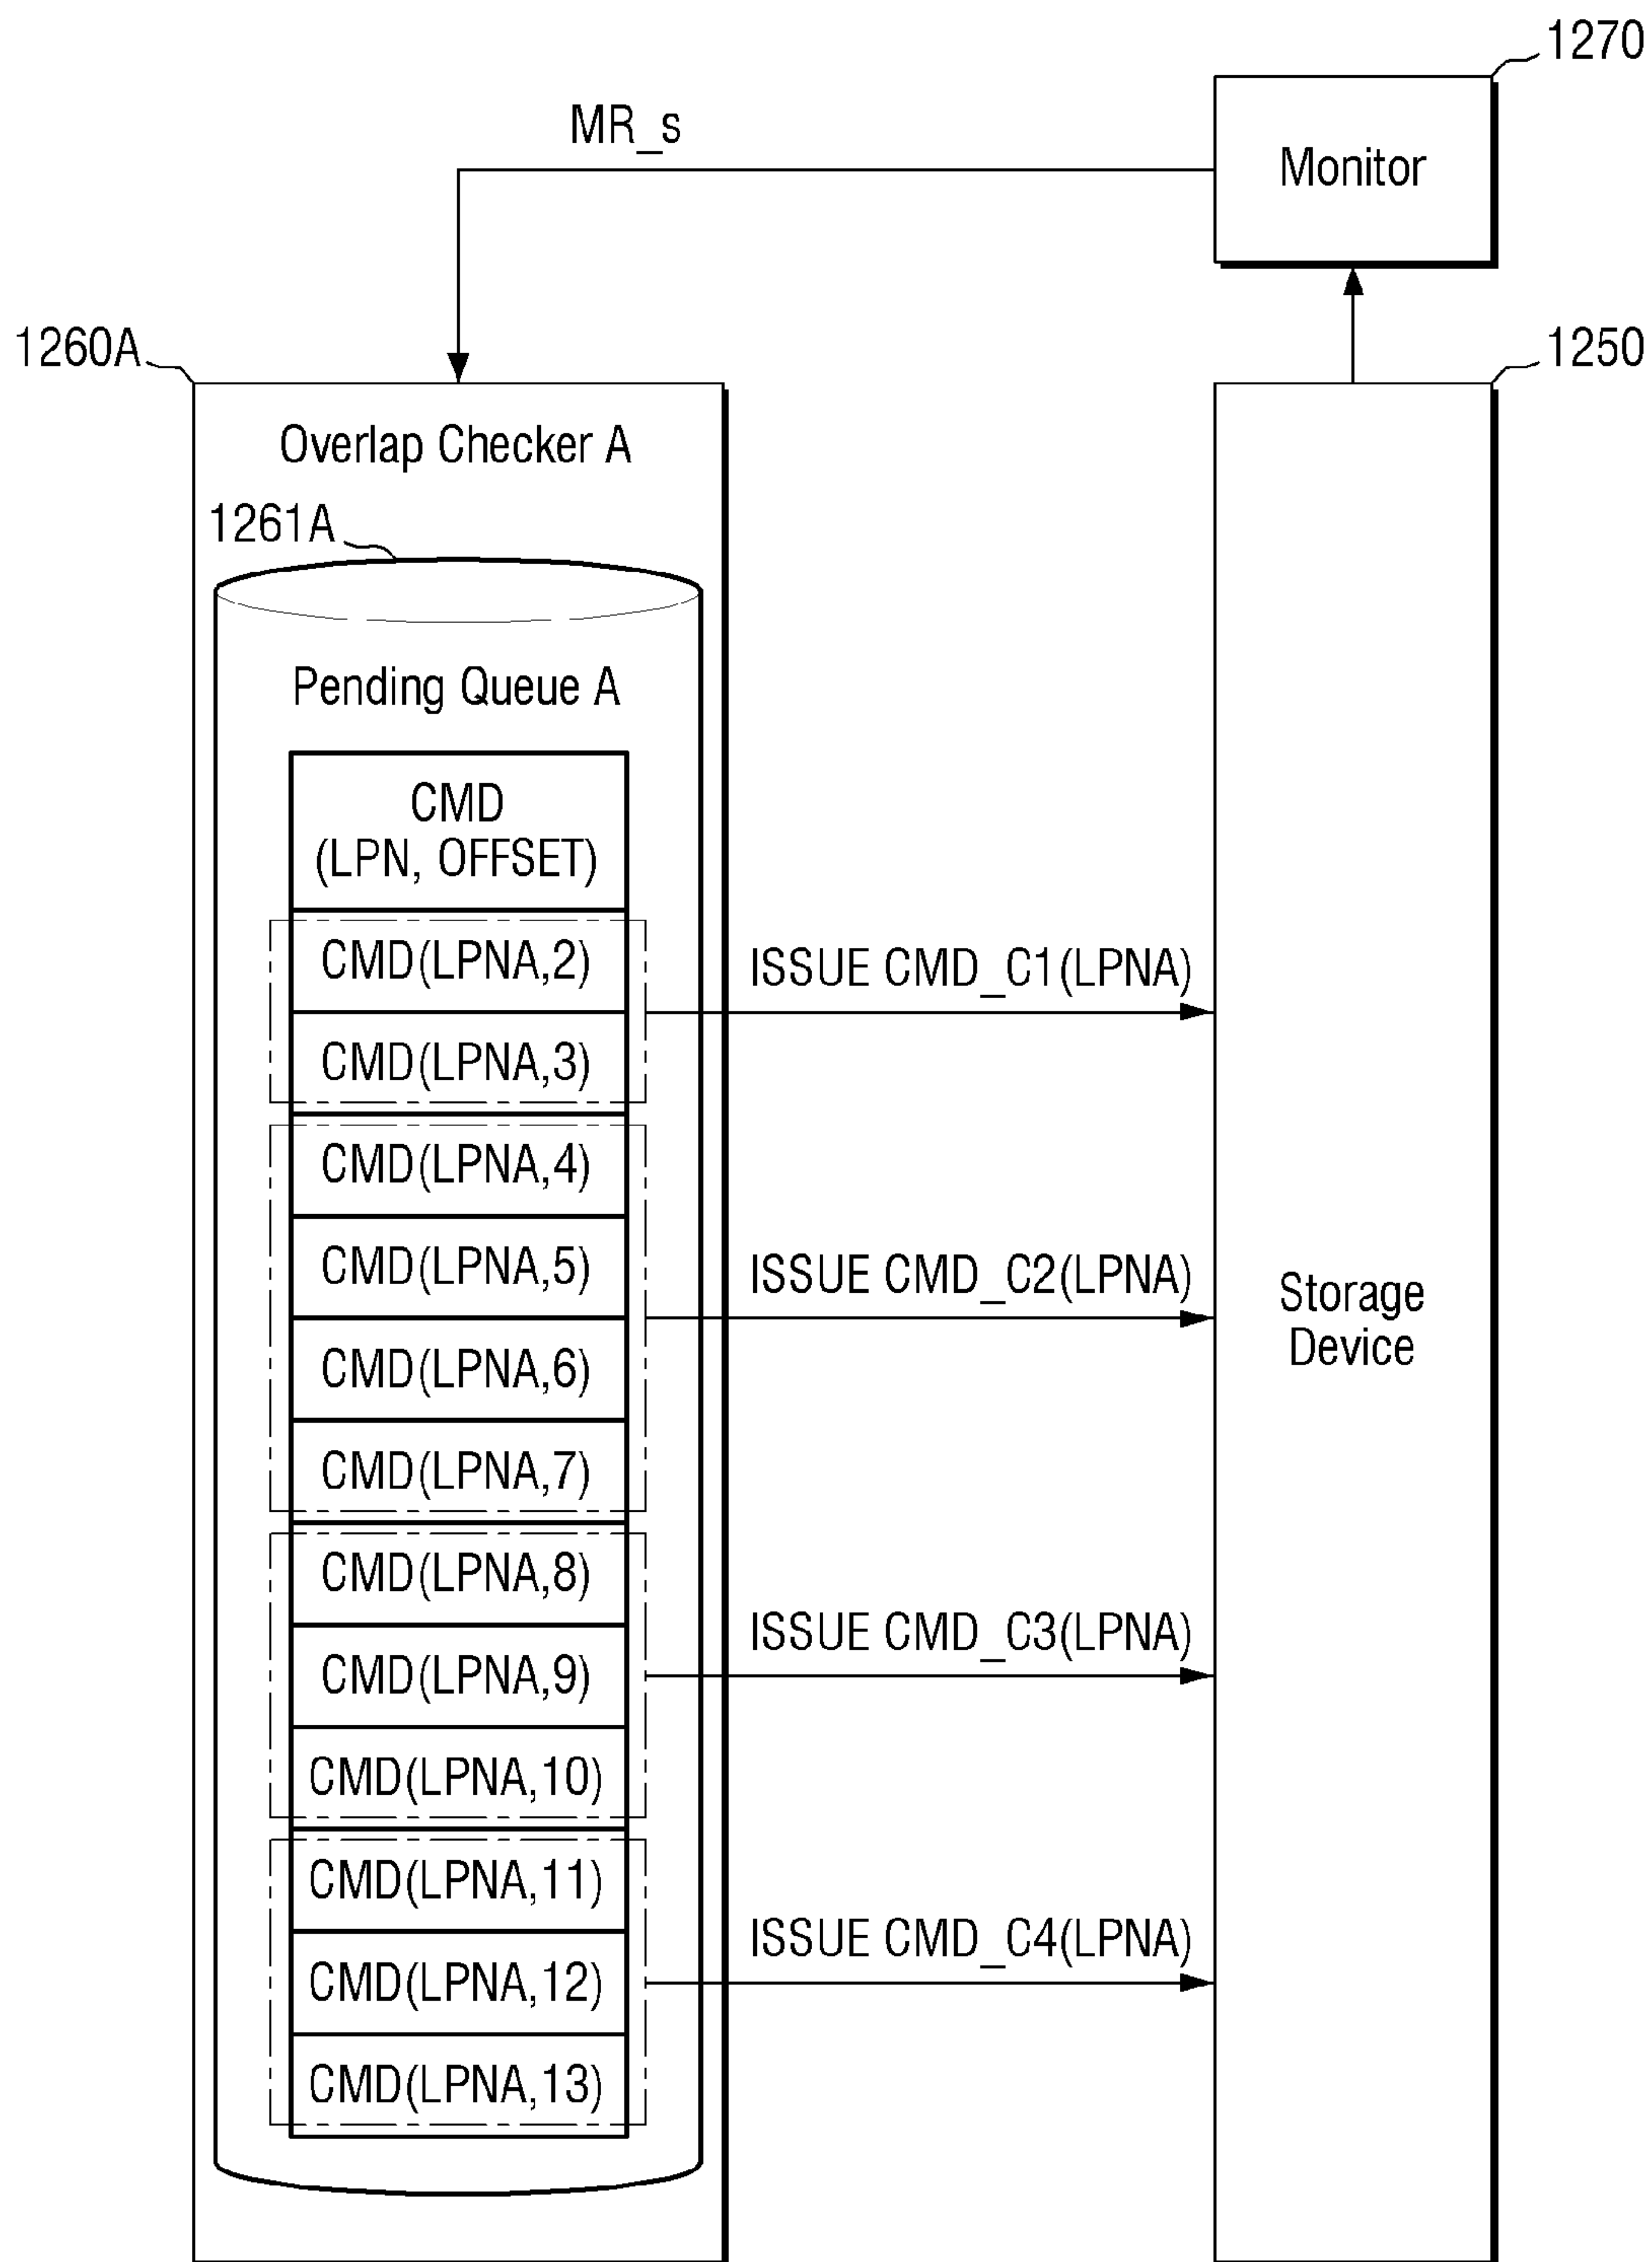 1270
MR_s
Monitor
1260A
1250
Overlap Checker A
1261A
Pending Queue A
CMD
(LPN, OFFSET)
CMD(LPNA,2)
ISSUE CMD_C1(LPNA)
CMD(LPNA,3)
CMD(LPNA,4)
CMD(LPNA,5)
ISSUE CMD_C2(LPNA)
Storage
Device
CMD(LPNA,6)
CMD(LPNA,7)
CMD(LPNA,8)
CMD(LPNA,9)
ISSUE CMD_C3(LPNA)
CMD(LPNA,10)
CMD(LPNA,11)
CMD(LPNA,12)
ISSUE CMD_C4(LPNA)
CMD(LPNA,13)